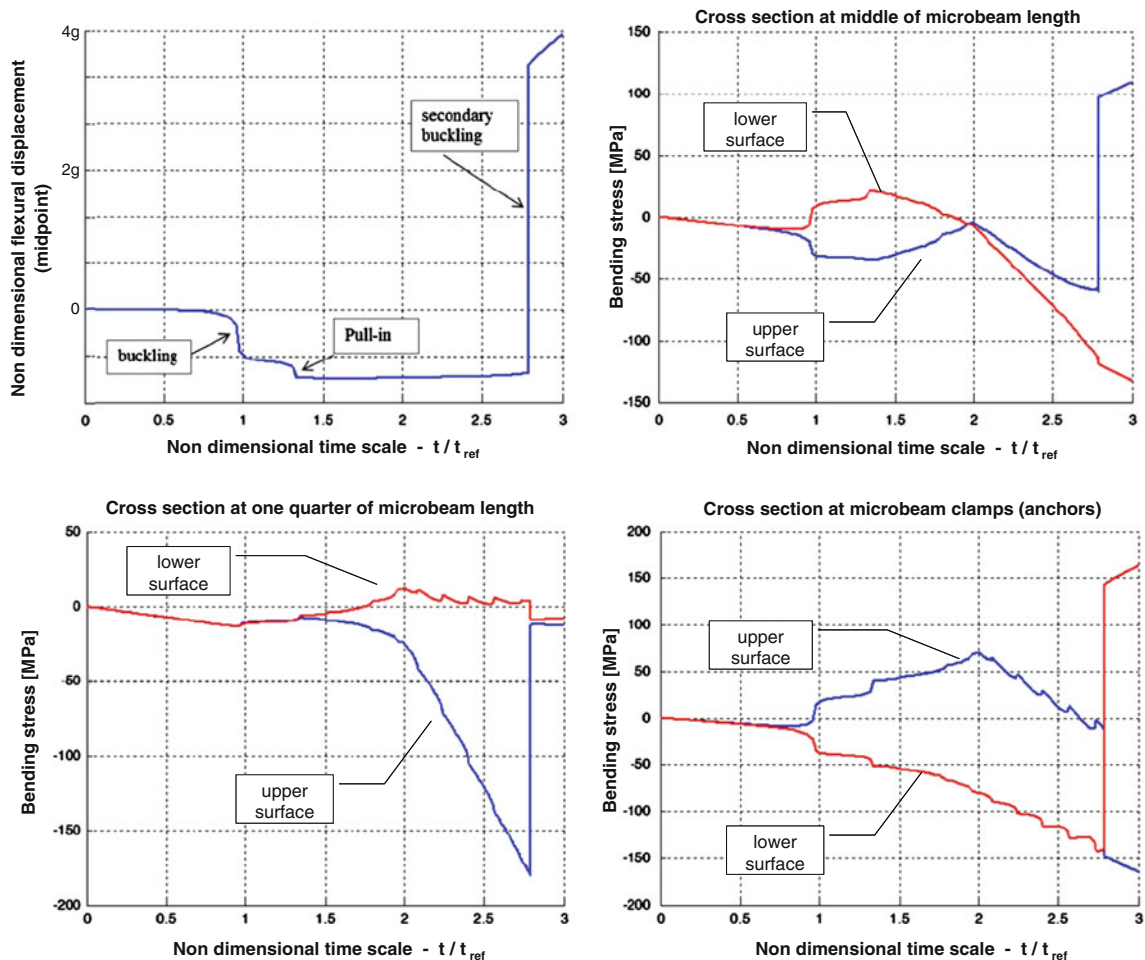 Non dimensional flexural displacement
(midpoint)
4g
2g
0
secondary
buckling
buckling
Pull-in
0 0.5 1 1.5 2 2.5 3
Non dimensional time scale - t / t ref
Cross section at middle of microbeam length
Bending stress [MPa]
150
100
50
0
-50
-100
-150
lower
surface
upper
surface
0 0.5 1 1.5 2 2.5 3
Non dimensional time scale - t / t ref
Cross section at one quarter of microbeam length
Bending stress [MPa]
50
0
-50
-100
-150
-200
lower
surface
upper
surface
0 0.5 1 1.5 2 2.5 3
Non dimensional time scale - t / t ref
Cross section at microbeam clamps (anchors)
Bending stress [MPa]
200
150
100
50
0
-50
-100
-150
-200
upper
surface
lower
surface
0 0.5 1 1.5 2 2.5 3
Non dimensional time scale - t / t ref